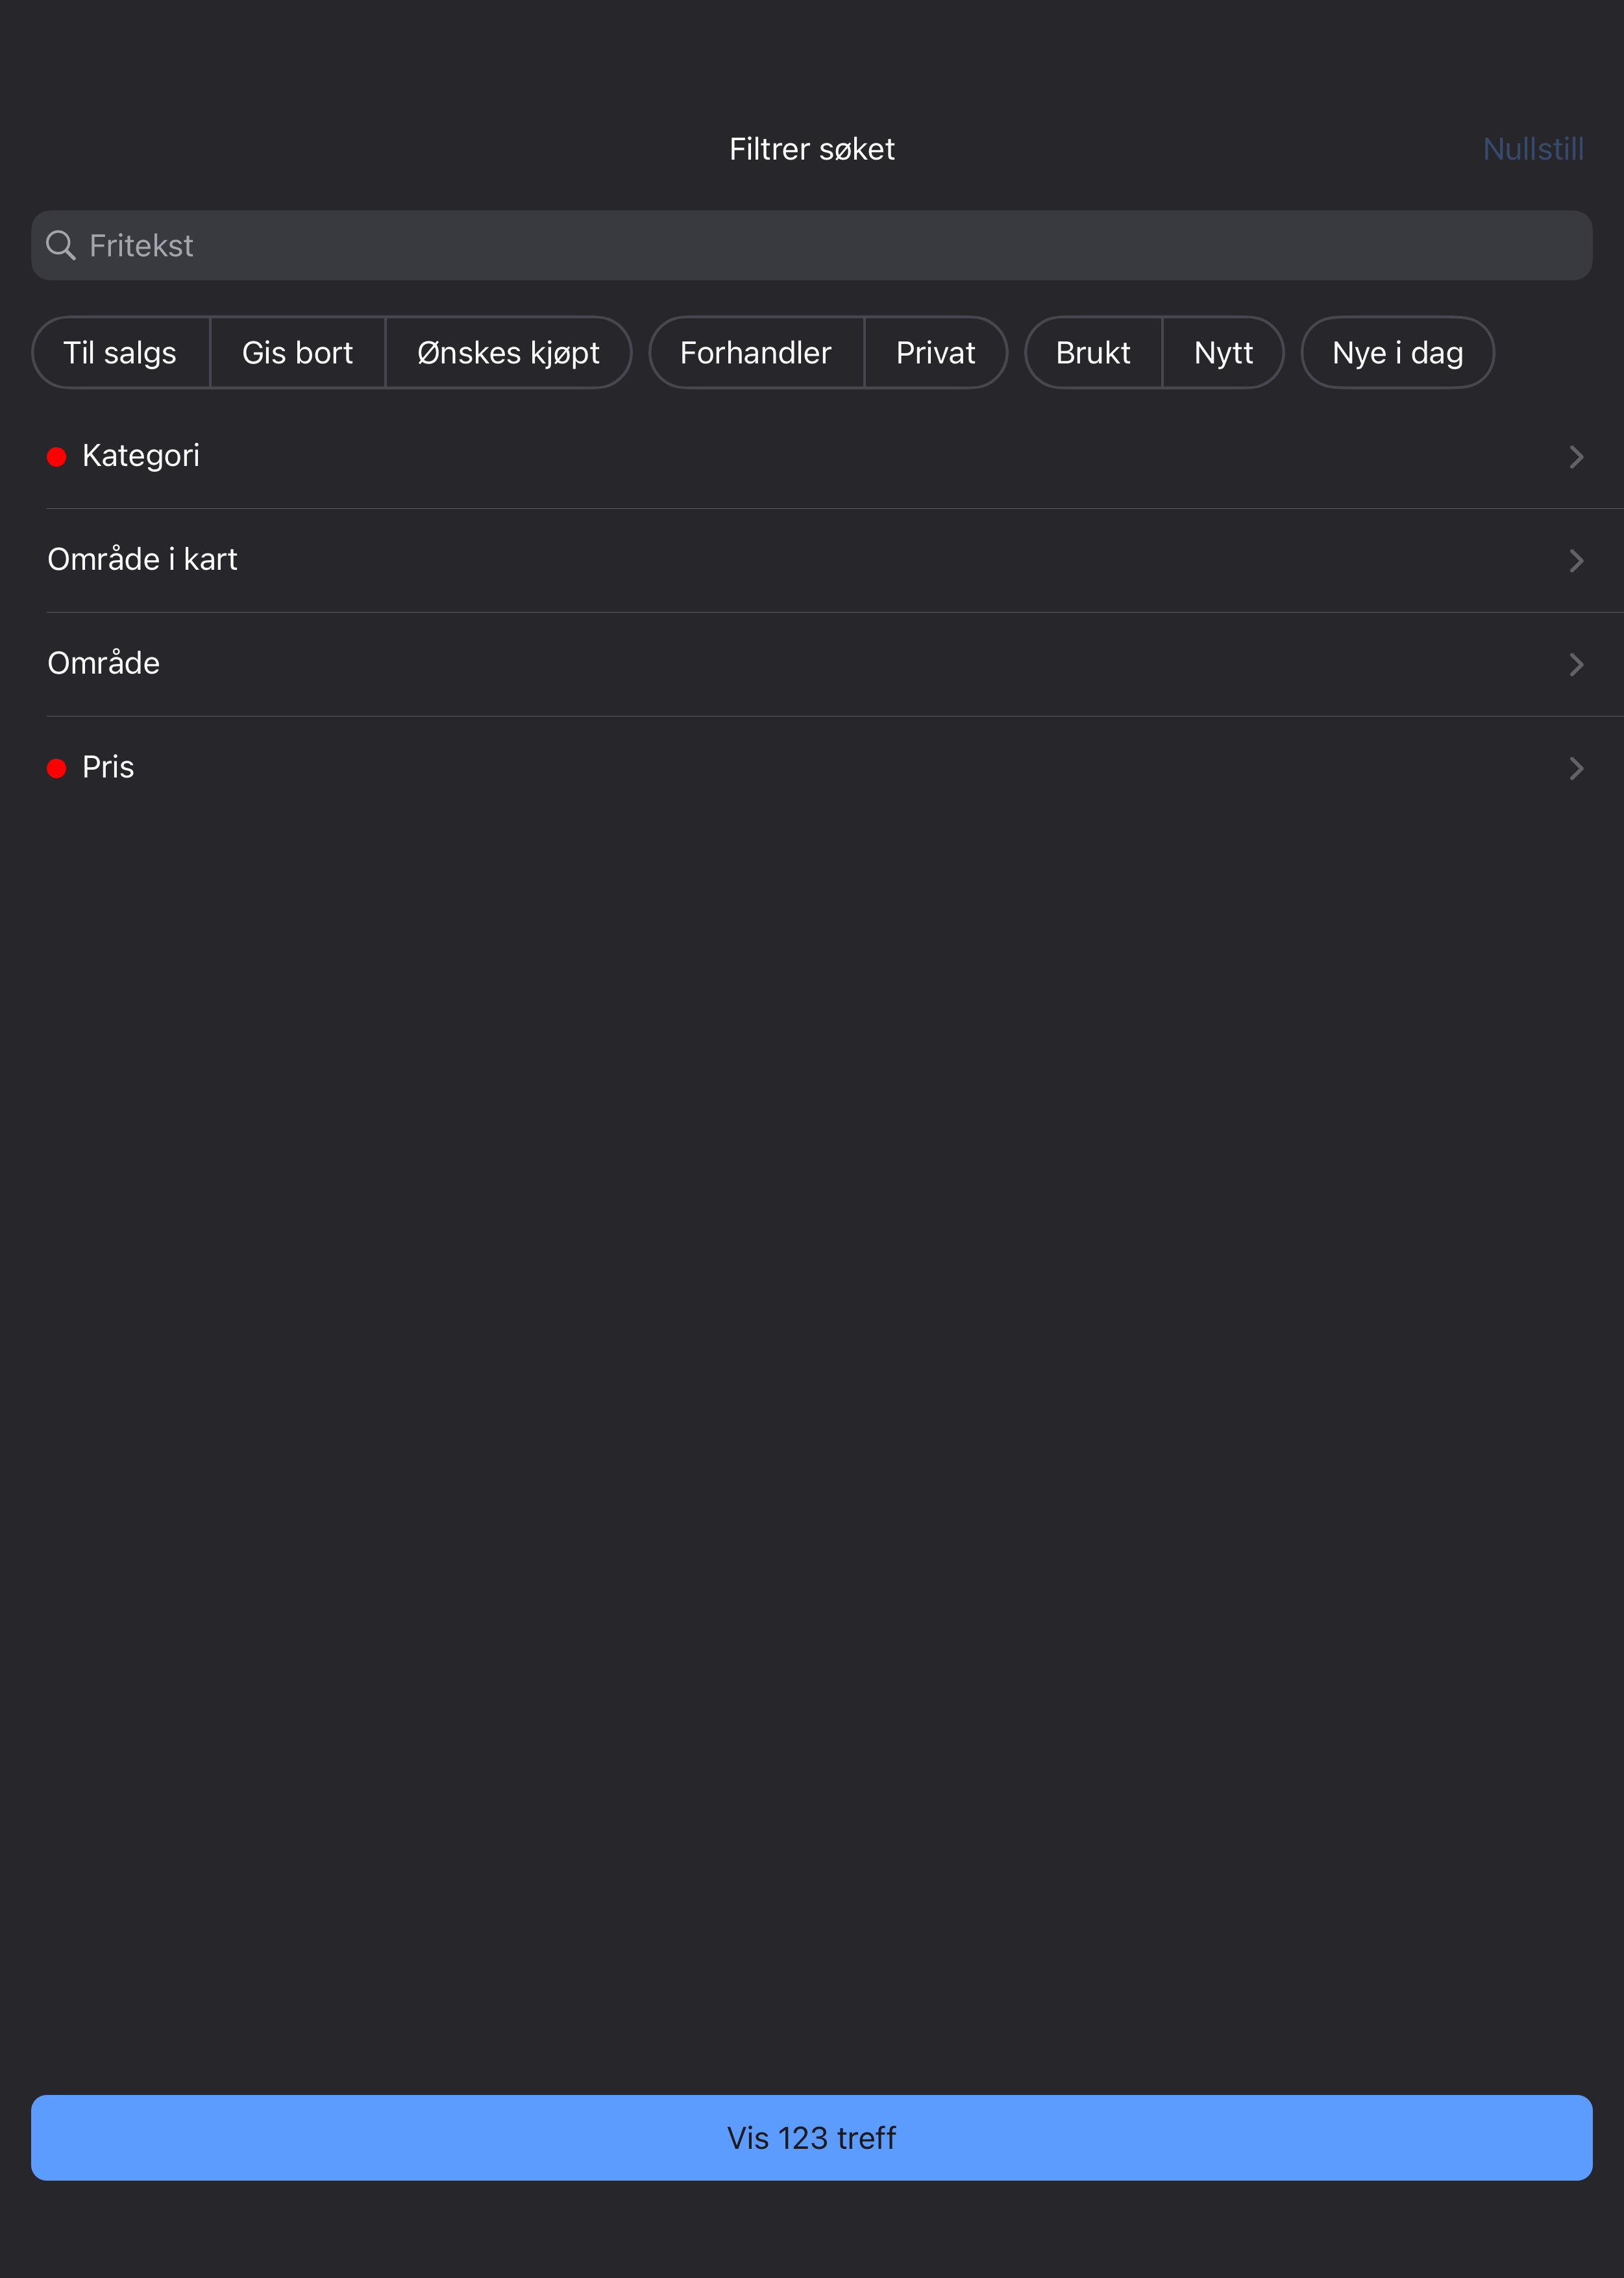 Filtrer søket Nullstill
Fritekst
Til salgs Gis bort Ønskes kjøpt Forhandler Privat Brukt Nytt Nye i dag
Kategori
Område i kart
Område
Pris
Vis 123 treff